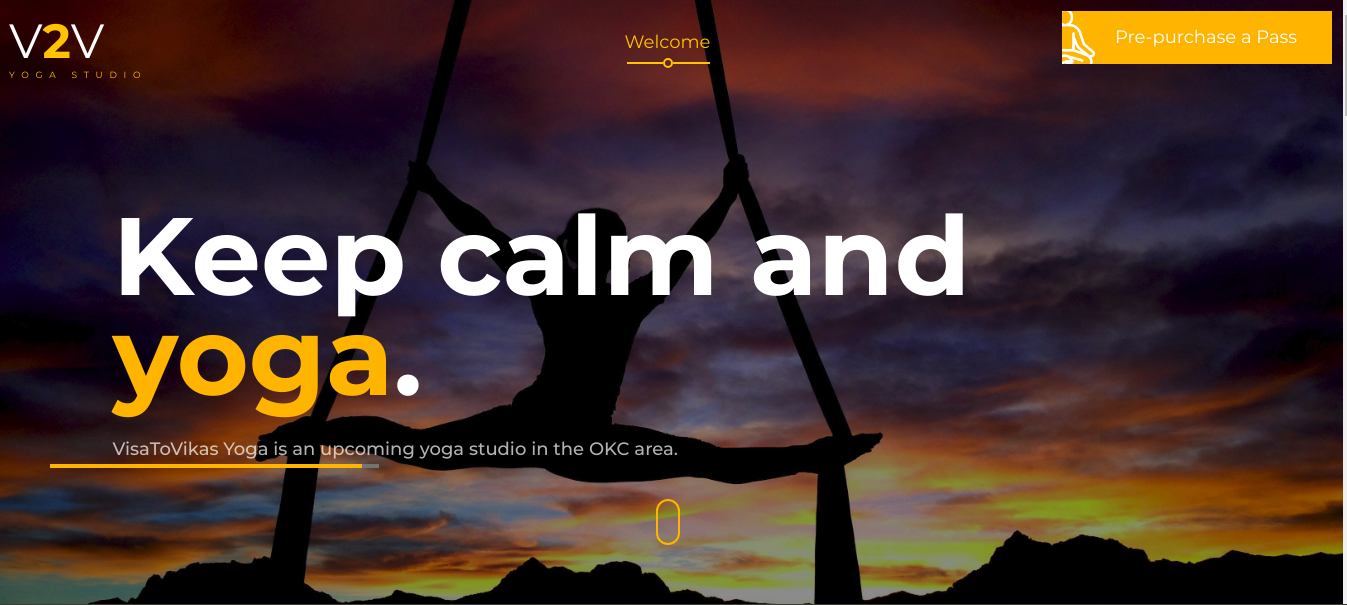 V2V
YOGA STUDIO
Welcome
Pre-purchase a Pass
Keep calm and
yoga.
VisaToVikas Yoga is an upcoming yoga studio in the OKC area.